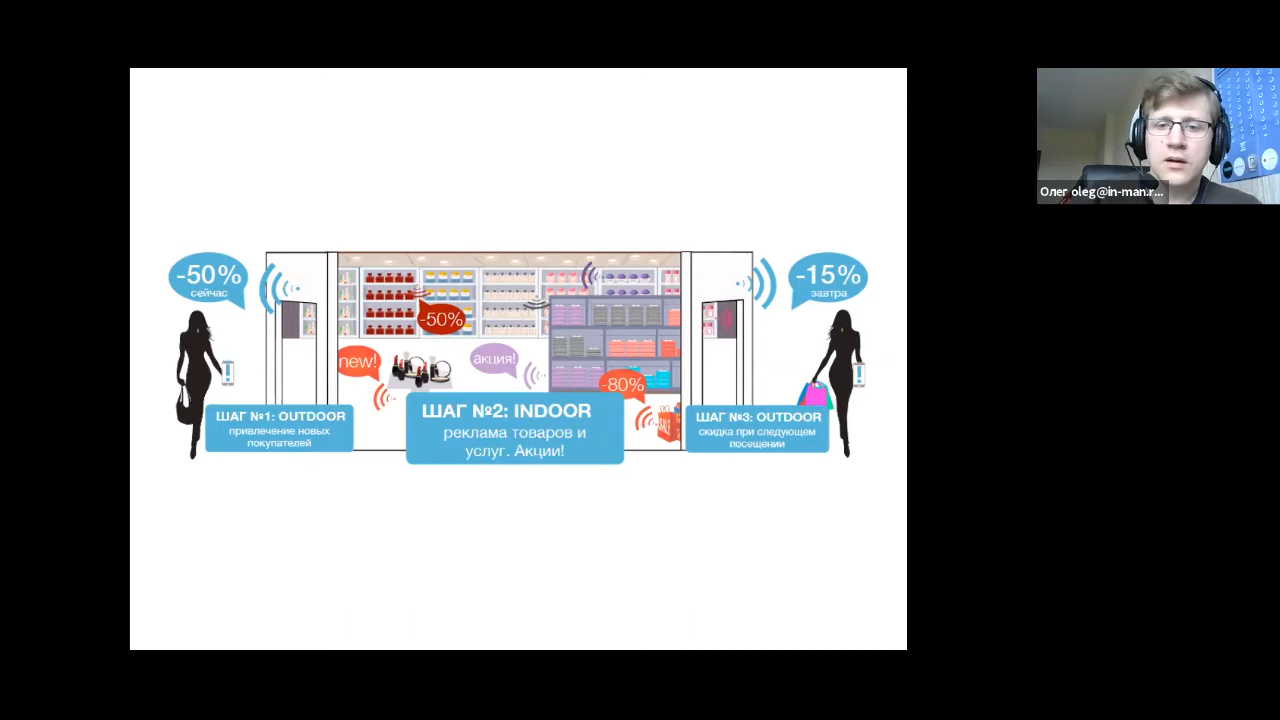 -50%
сейчас
-50%
new!
акция!
-80%
SALE
-15%
завтра
ШАГ №1: OUTDOOR
привлечение новых
покупателей
ШАГ №2: INDOOR
реклама товаров и
услуг. Акции!
ШАГ №3: OUTDOOR
скидка при следующем
посещении
Олег oleg@in-man.r...